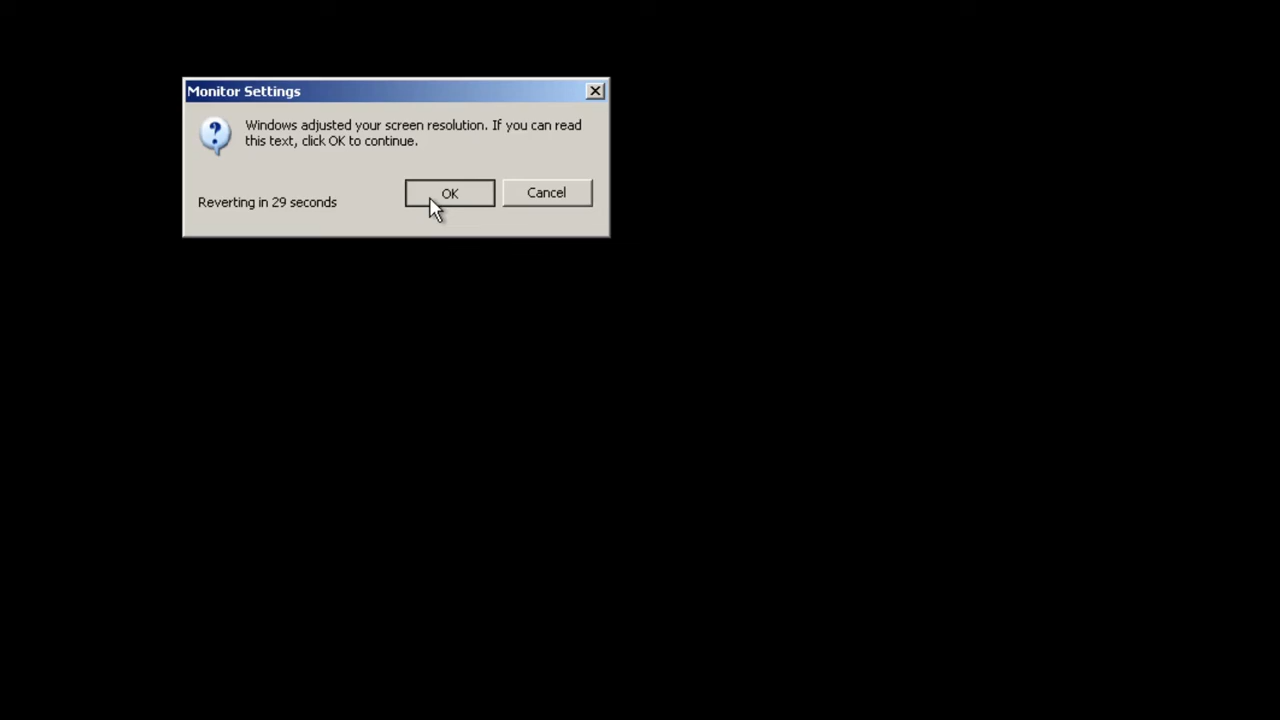 Monitor Settings
Windows adjusted your screen resolution. If you can read
this text, click OK to continue.
OK
Cancel
Reverting in 29 seconds